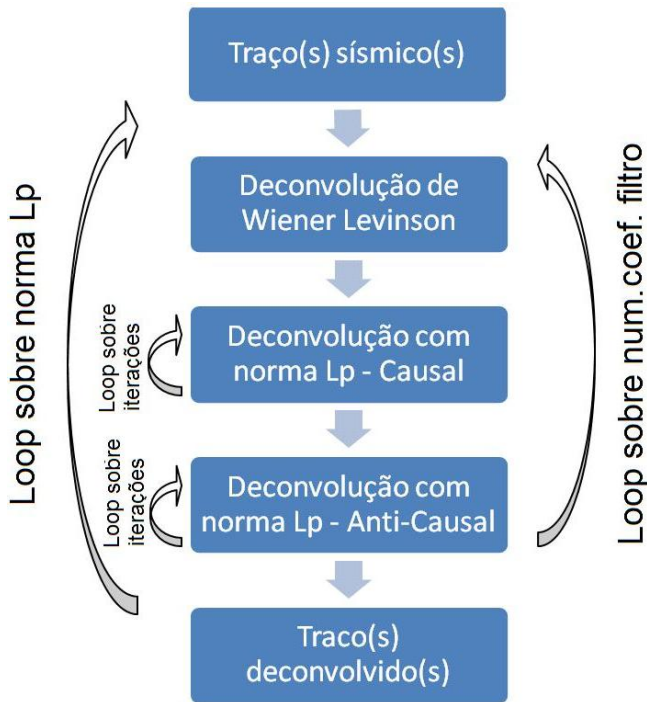 Traço(s) sísmico(s)
Deconvolução de
Wiener Levinson
Deconvolução com
norma Lp - Causal
Deconvolução com
norma Lp - Anti-Causal
Traco(s)
deconvolvido(s)
Loop sobre norma Lp
Loop sobre
iterações
Loop sobre
iterações
Loop sobre num.coef. filtro